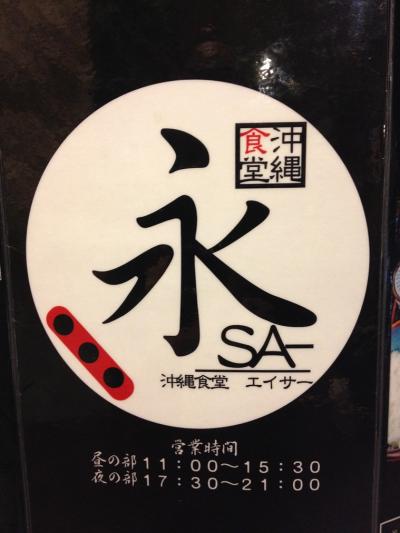 沖縄
食堂
永
SA-
沖縄食堂 エイサー
営業時間
昼の部 11：00〜15：30
夜の部 17：30〜21：00